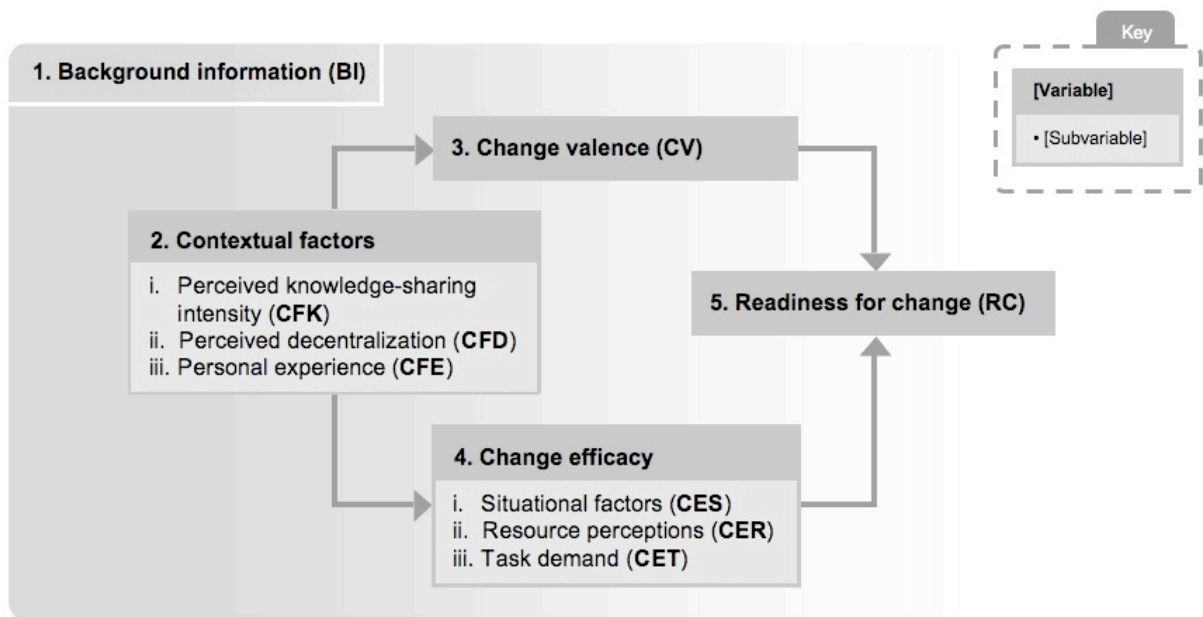 Key
[Variable]
• [Subvariable]
1. Background information (BI)
3. Change valence (CV)
2. Contextual factors
i. Perceived knowledge-sharing
intensity (CFK)
ii. Perceived decentralization (CFD)
iii. Personal experience (CFE)
5. Readiness for change (RC)
4. Change efficacy
i. Situational factors (CES)
ii. Resource perceptions (CER)
iii. Task demand (CET)